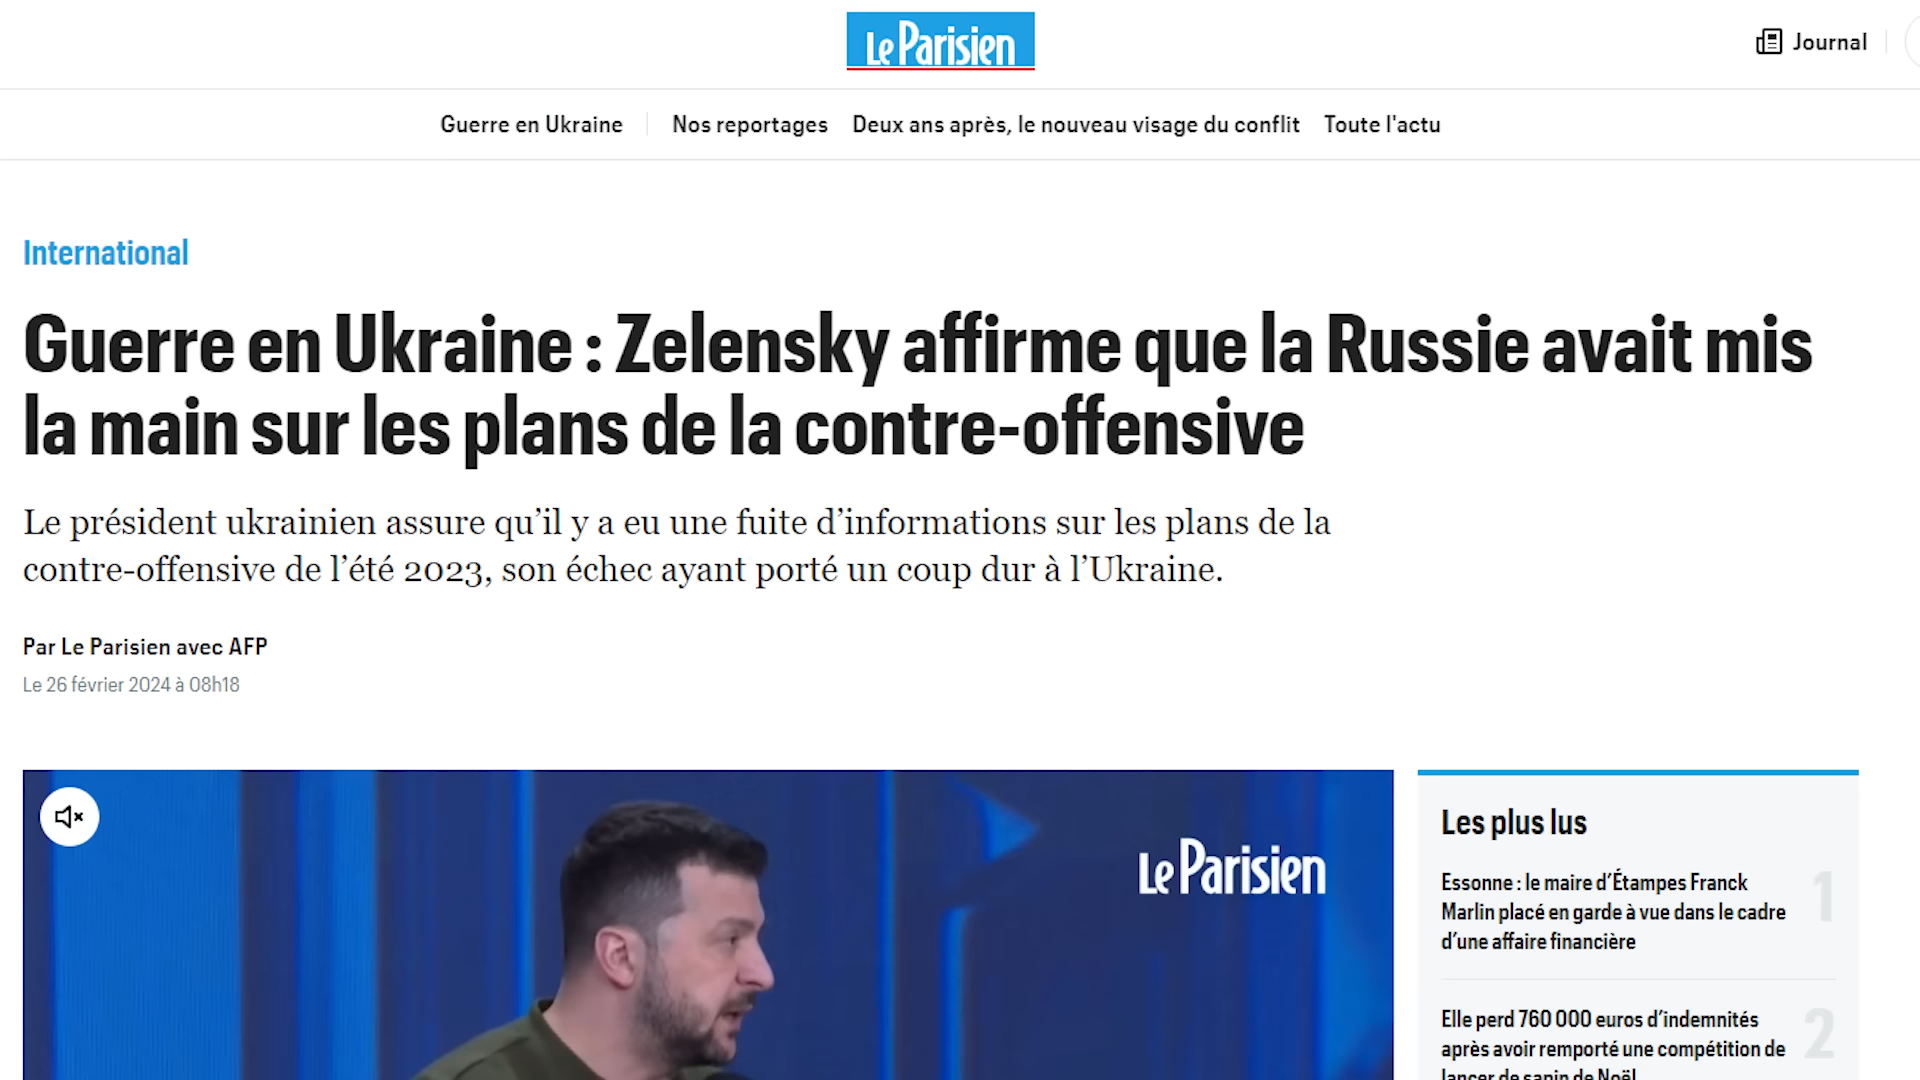 Le Parisien
Journal
Guerre en Ukraine
Nos reportages
Deux ans après, le nouveau visage du conflit
Toute l'actu
International
Guerre en Ukraine : Zelensky affirme que la Russie avait mis
la main sur les plans de la contre-offensive
Le président ukrainien assure qu’il y a eu une fuite d’informations sur les plans de la
contre-offensive de l’été 2023, son échec ayant porté un coup dur à l’Ukraine.
Par Le Parisien avec AFP
Le 26 février 2024 à 08h18
Le Parisien
Les plus lus
Essonne : le maire d’Étampes Franck
Marlin placé en garde à vue dans le cadre
d’une affaire financière
1
Elle perd 760 000 euros d’indemnités
après avoir remporté une compétition de
lancer de sapin de Noël
2